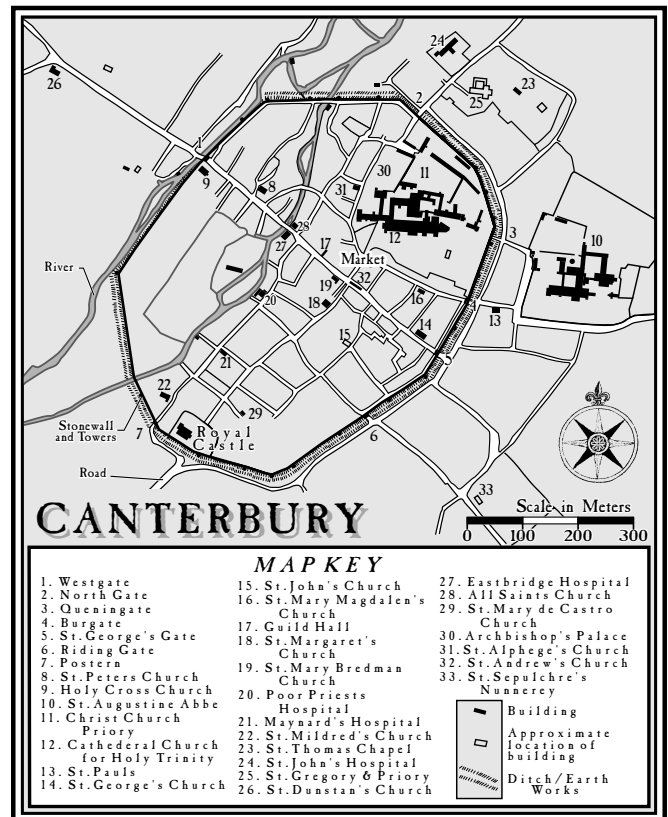 24
26
23
2
25
1
11
30
9
8
31
28
12
27
3
17
10
Market
River
32
19
16
20
18
4
13
15
14
5
21
22
29
Stonewall
and Towers
7
Royal
Castle
6
Road
33
CANTERBURY
Scale in Meters
0 100 200 300
MAPKEY
1. Westgate
2. North Gate
3. Queningate
4. Burgate
5. St.George's Gate
6. Riding Gate
7. Postern
8. St.Peters Church
9. Holy Cross Church
10. St.Augustine Abbe
11. Christ Church
Priory
12. Cathederal Church
for Holy Trinity
13. St.Pauls
14. St.George's Church
15. St.John's Church
16. St.Mary Magdalen's
Church
17. Guild Hall
18. St.Margaret's
Church
19. St.Mary Bredman
Church
20. Poor Priests
Hospital
21. Maynard's Hospital
22. St.Mildred's Church
23. St.Thomas Chapel
24. St.John's Hospital
25. St.Gregory & Priory
26. St.Dunstan's Church
27. Eastbridge Hospital
28. All Saints Church
29. St.Mary de Castro
Church
30. Archbishop's Palace
31. St.Alphege's Church
32. St.Andrew's Church
33. St.Sepulchre's
Nunnerey
Building
Approximate
location of
building
Ditch/Earth
Works